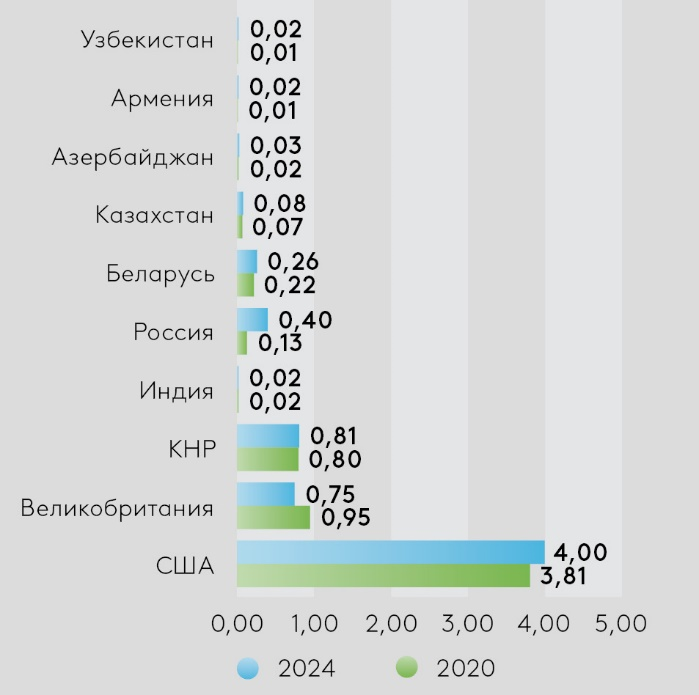 Узбекистан 0,02
0,01
Армения 0,02
0,01
Азербайджан 0,03
0,02
Казахстан 0,08
0,07
Беларусь 0,26
0,22
Россия 0,40
0,13
Индия 0,02
0,02
КНР 0,81
0,80
Великобритания 0,75
0,95
США 4,00
3,81
0,00 1,00 2,00 3,00 4,00 5,00
2024 2020